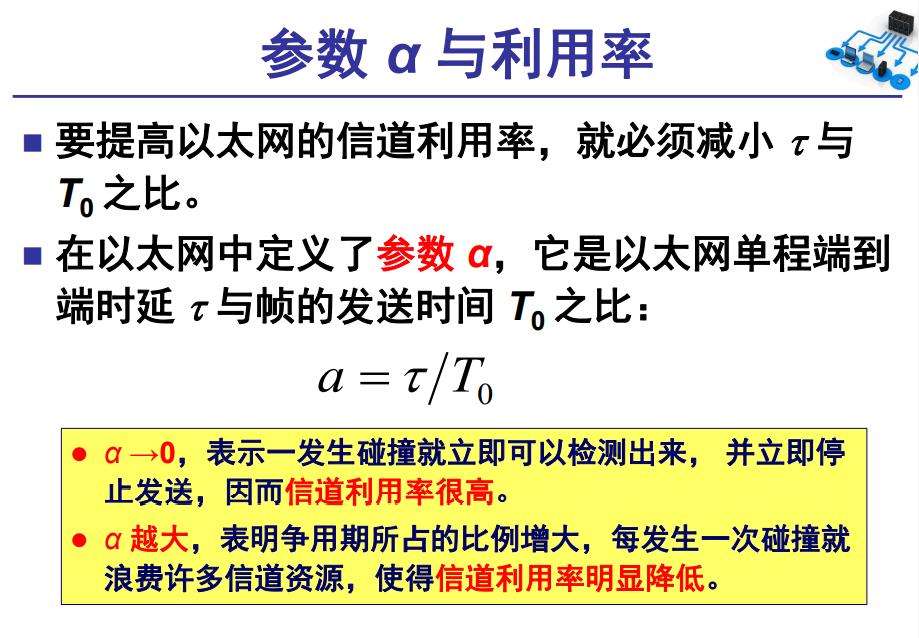 参数 α 与利用率
■ 要提高以太网的信道利用率，就必须减小 τ 与
T₀ 之比。
■ 在以太网中定义了参数 α，它是以太网单程端到
端时延 τ 与帧的发送时间 T₀ 之比：
a = τ/T₀
● α →0，表示一发生碰撞就立即可以检测出来， 并立即停
止发送，因而信道利用率很高。
● α 越大，表明争用期所占的比例增大，每发生一次碰撞就
浪费许多信道资源，使得信道利用率明显降低。